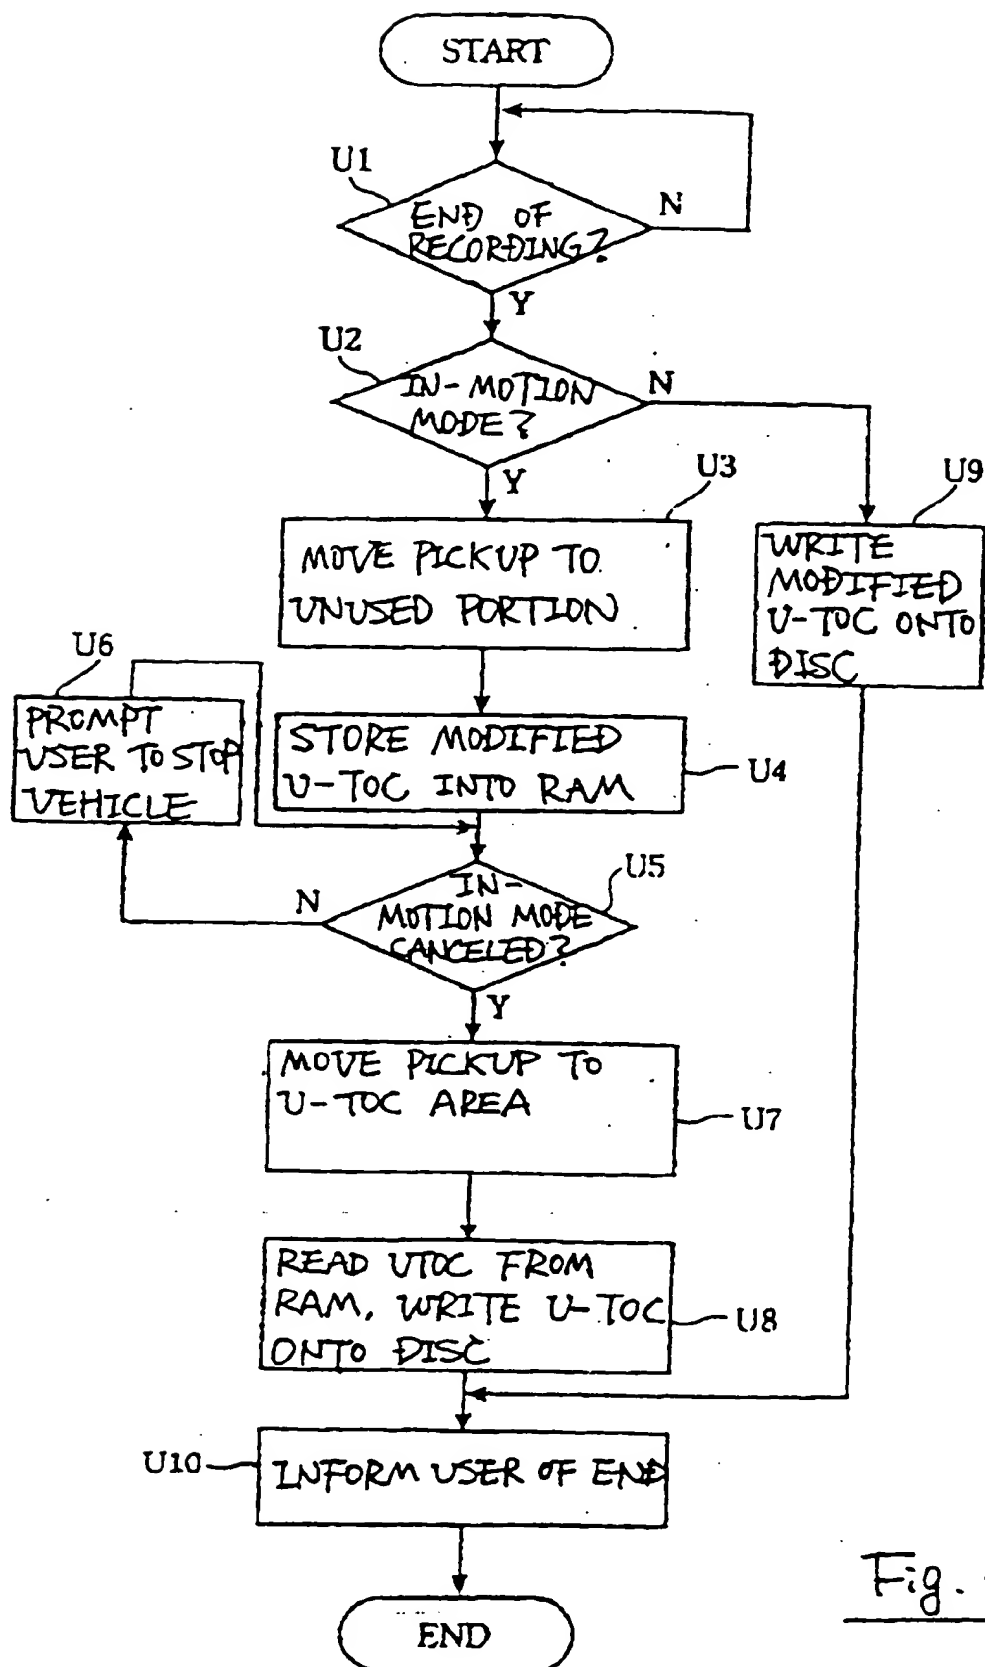 START
U1
END OF
RECORDING?
N
Y
U2
IN-MOTION
MODE?
N
Y
U3
MOVE PICKUP TO
UNUSED PORTION
U9
WRITE
MODIFIED
U-TOC ONTO
DISC
U6
PROMPT
USER TO STOP
VEHICLE
STORE MODIFIED
U-TOC INTO RAM
U4
U5
IN-
MOTION MODE
CANCELED?
N
Y
MOVE PICKUP TO
U-TOC AREA
U7
READ UTOC FROM
RAM, WRITE U-TOC
ONTO DISC
U8
U10
INFORM USER OF END
END
Fig.